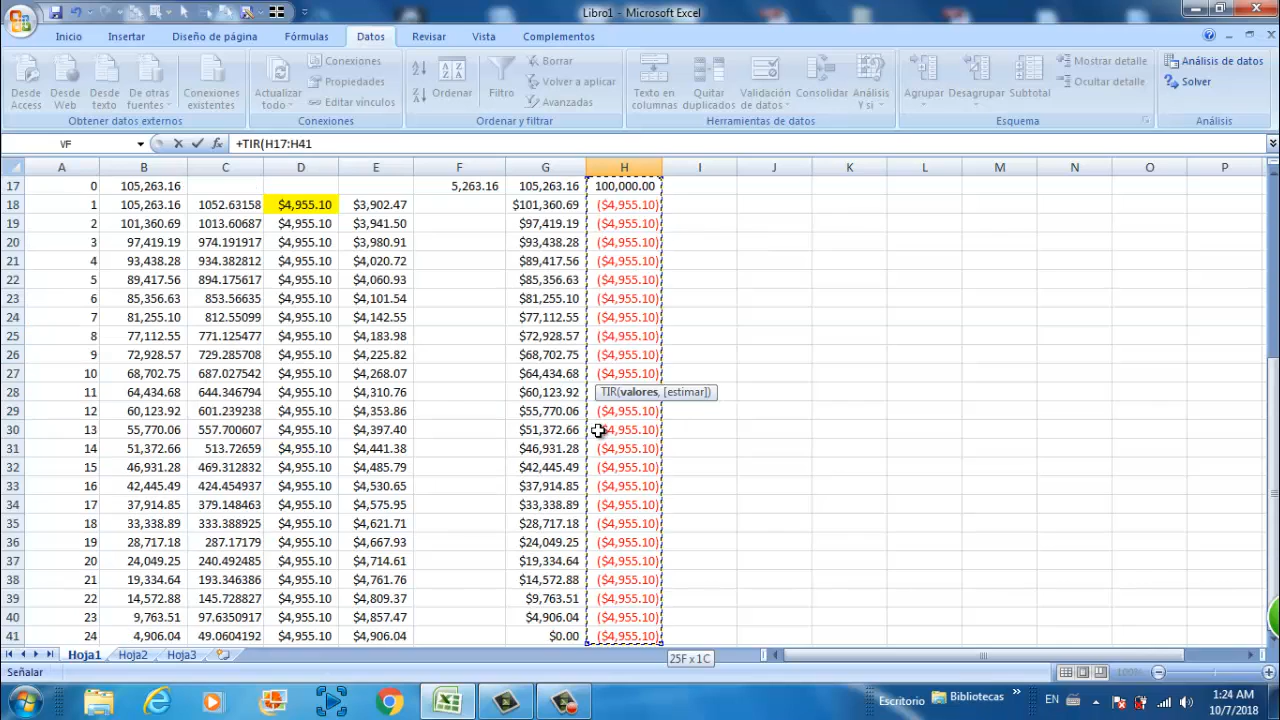 Libro1 - Microsoft Excel
Inicio Insertar Diseño de página Fórmulas Datos Revisar Vista Complementos
Desde Access
Desde Web
Desde texto
De otras fuentes
Obtener datos externos
Conexiones existentes
Actualizar todo
Conexiones
Propiedades
Editar vínculos
Conexiones
Ordenar
Filtro
Borrar
Volver a aplicar
Avanzadas
Ordenar y filtrar
Texto en columnas
Quitar duplicados
Validación de datos
Consolidar
Análisis Y si
Herramientas de datos
Agrupar
Desagrupar
Subtotal
Mostrar detalle
Ocultar detalle
Esquema
Análisis de datos
Solver
Análisis
VF +TIR(H17:H41
A B C D E F G H I J K L M N O P
17 0 105,263.16 5,263.16 105,263.16 100,000.00
18 1 105,263.16 1052.63158 $4,955.10 $3,902.47 $101,360.69 ($4,955.10)
19 2 101,360.69 1013.60687 $4,955.10 $3,941.50 $97,419.19 ($4,955.10)
20 3 97,419.19 974.191917 $4,955.10 $3,980.91 $93,438.28 ($4,955.10)
21 4 93,438.28 934.382812 $4,955.10 $4,020.72 $89,417.56 ($4,955.10)
22 5 89,417.56 894.175617 $4,955.10 $4,060.93 $85,356.63 ($4,955.10)
23 6 85,356.63 853.56635 $4,955.10 $4,101.54 $81,255.10 ($4,955.10)
24 7 81,255.10 812.55099 $4,955.10 $4,142.55 $77,112.55 ($4,955.10)
25 8 77,112.55 771.125477 $4,955.10 $4,183.98 $72,928.57 ($4,955.10)
26 9 72,928.57 729.285708 $4,955.10 $4,225.82 $68,702.75 ($4,955.10)
27 10 68,702.75 687.027542 $4,955.10 $4,268.07 $64,434.68 ($4,955.10)
28 11 64,434.68 644.346794 $4,955.10 $4,310.76 $60,123.92 TIR(valores, [estimar])
29 12 60,123.92 601.239238 $4,955.10 $4,353.86 $55,770.06 ($4,955.10)
30 13 55,770.06 557.700607 $4,955.10 $4,397.40 $51,372.66 $4,955.10)
31 14 51,372.66 513.72659 $4,955.10 $4,441.38 $46,931.28 ($4,955.10)
32 15 46,931.28 469.312832 $4,955.10 $4,485.79 $42,445.49 ($4,955.10)
33 16 42,445.49 424.454937 $4,955.10 $4,530.65 $37,914.85 ($4,955.10)
34 17 37,914.85 379.148463 $4,955.10 $4,575.95 $33,338.89 ($4,955.10)
35 18 33,338.89 333.388925 $4,955.10 $4,621.71 $28,717.18 ($4,955.10)
36 19 28,717.18 287.17179 $4,955.10 $4,667.93 $24,049.25 ($4,955.10)
37 20 24,049.25 240.492485 $4,955.10 $4,714.61 $19,334.64 ($4,955.10)
38 21 19,334.64 193.346386 $4,955.10 $4,761.76 $14,572.88 ($4,955.10)
39 22 14,572.88 145.728827 $4,955.10 $4,809.37 $9,763.51 ($4,955.10)
40 23 9,763.51 97.6350917 $4,955.10 $4,857.47 $4,906.04 ($4,955.10)
41 24 4,906.04 49.0604192 $4,955.10 $4,906.04 $0.00 ($4,955.10)
Hoja1 Hoja2 Hoja3
25F x 1C
Señalar
100%
Escritorio Bibliotecas EN
1:24 AM
10/7/2018